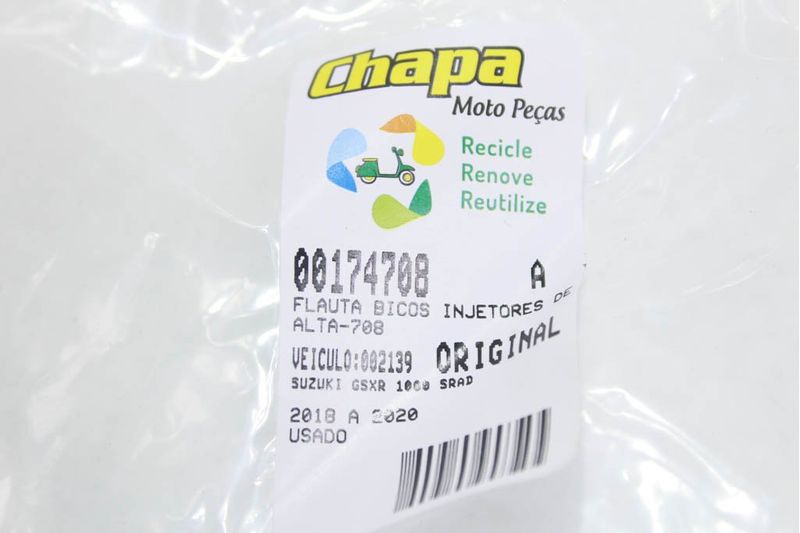 Chapa
Moto Peças
Recicle
Renove
Reutilize
00174708 A
FLAUTA BICOS INJETORES DE
ALTA-708
VEICULO:002139 ORIGINAL
SUZUKI GSXR 1000 SRAD
2018 A 2020
USADO